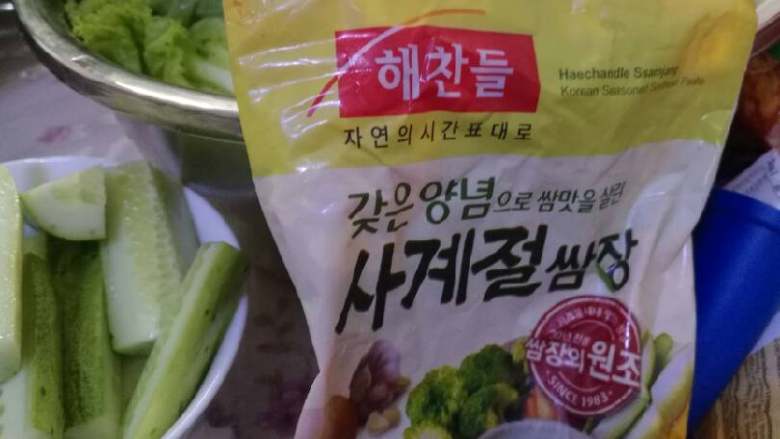 해찬들
Haechandle Ssamjang
Korean Seasoned Soybean Paste
자연의시간표대로
갖은양념으로 쌈맛을 살린
사계절쌈장
쌈장의원조
SINCE 1983